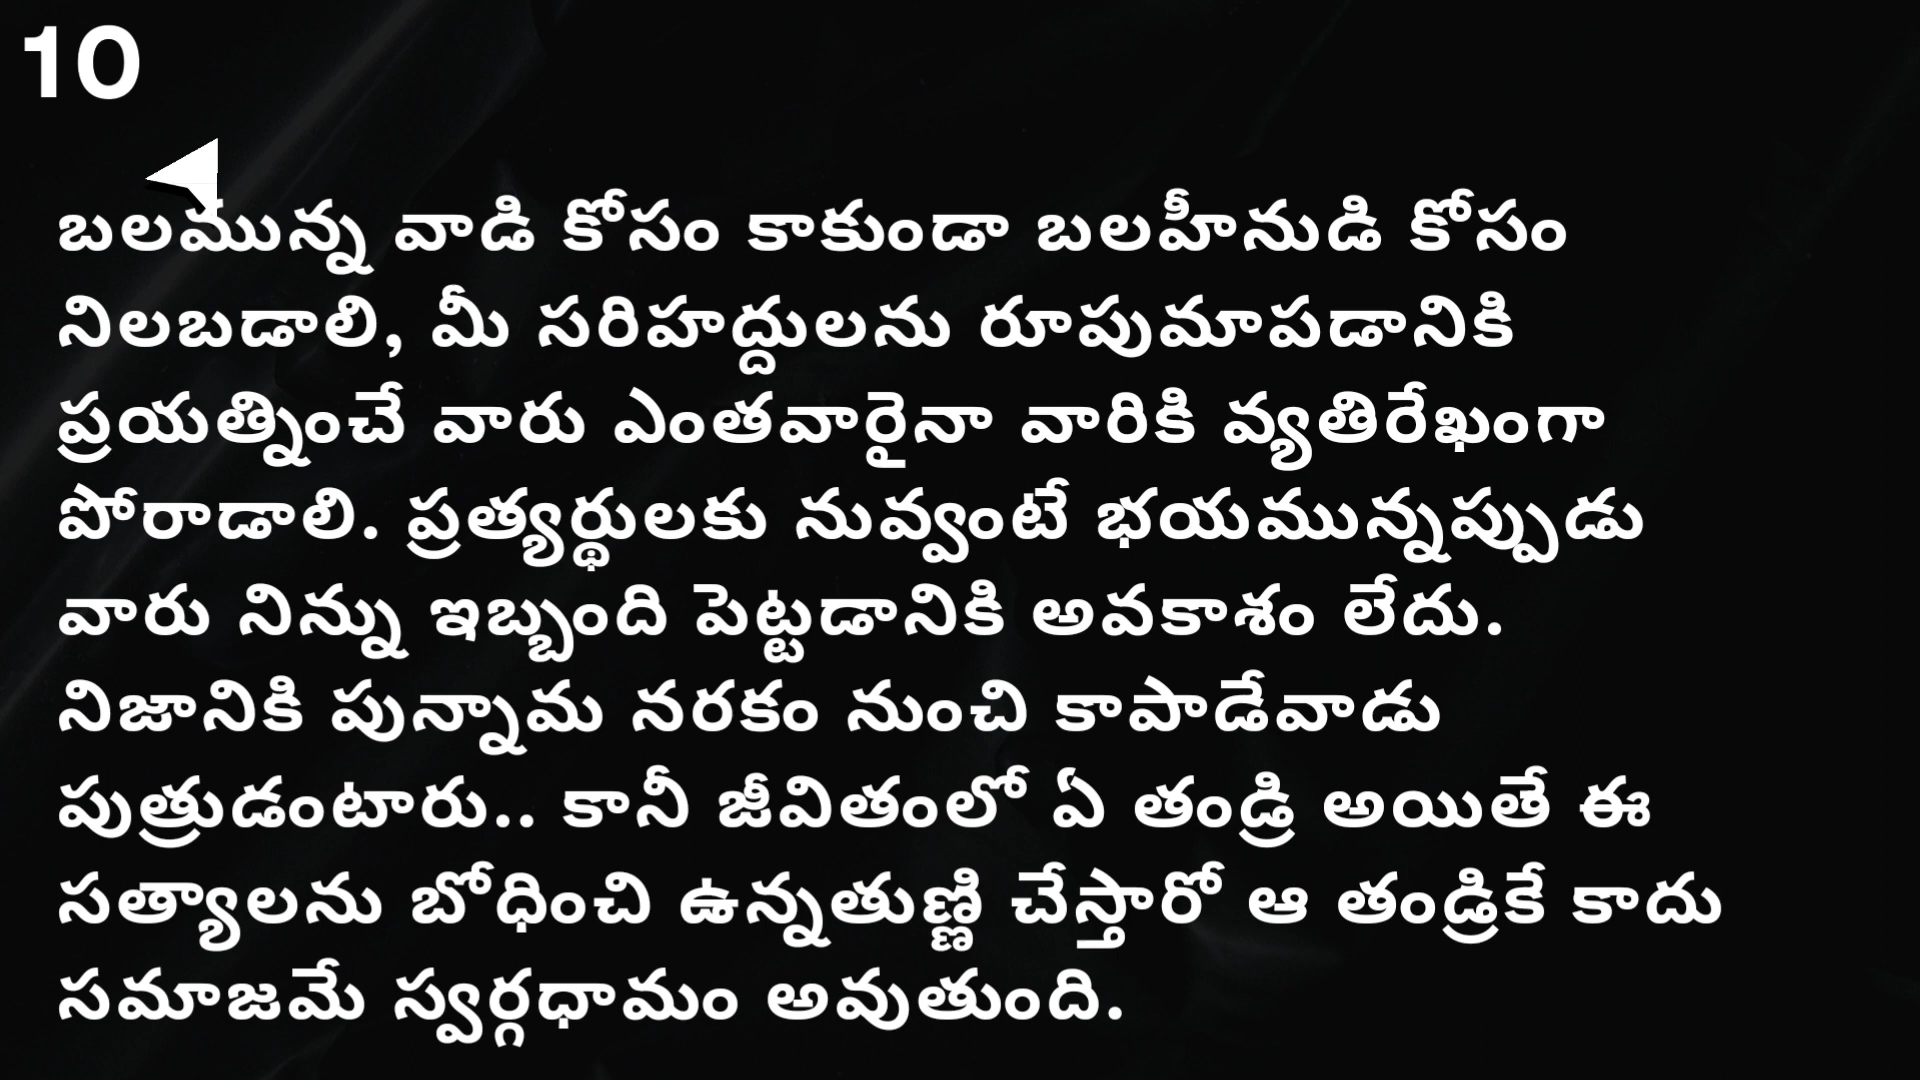 10
బలమున్న వాడి కోసం కాకుండా బలహీనుడి కోసం
నిలబడాలి, మీ సరిహద్దులను రూపుమాపడానికి
ప్రయత్నించే వారు ఎంతవారైనా వారికి వ్యతిరేఖంగా
పోరాడాలి. ప్రత్యర్థులకు నువ్వంటే భయమున్నప్పుడు
వారు నిన్ను ఇబ్బంది పెట్టడానికి అవకాశం లేదు.
నిజానికి పున్నామ నరకం నుంచి కాపాడేవాడు
పుత్రుడంటారు.. కానీ జీవితంలో ఏ తండ్రి అయితే ఈ
సత్యాలను బోధించి ఉన్నతుణ్ణి చేస్తారో ఆ తండ్రికే కాదు
సమాజమే స్వర్గధామం అవుతుంది.